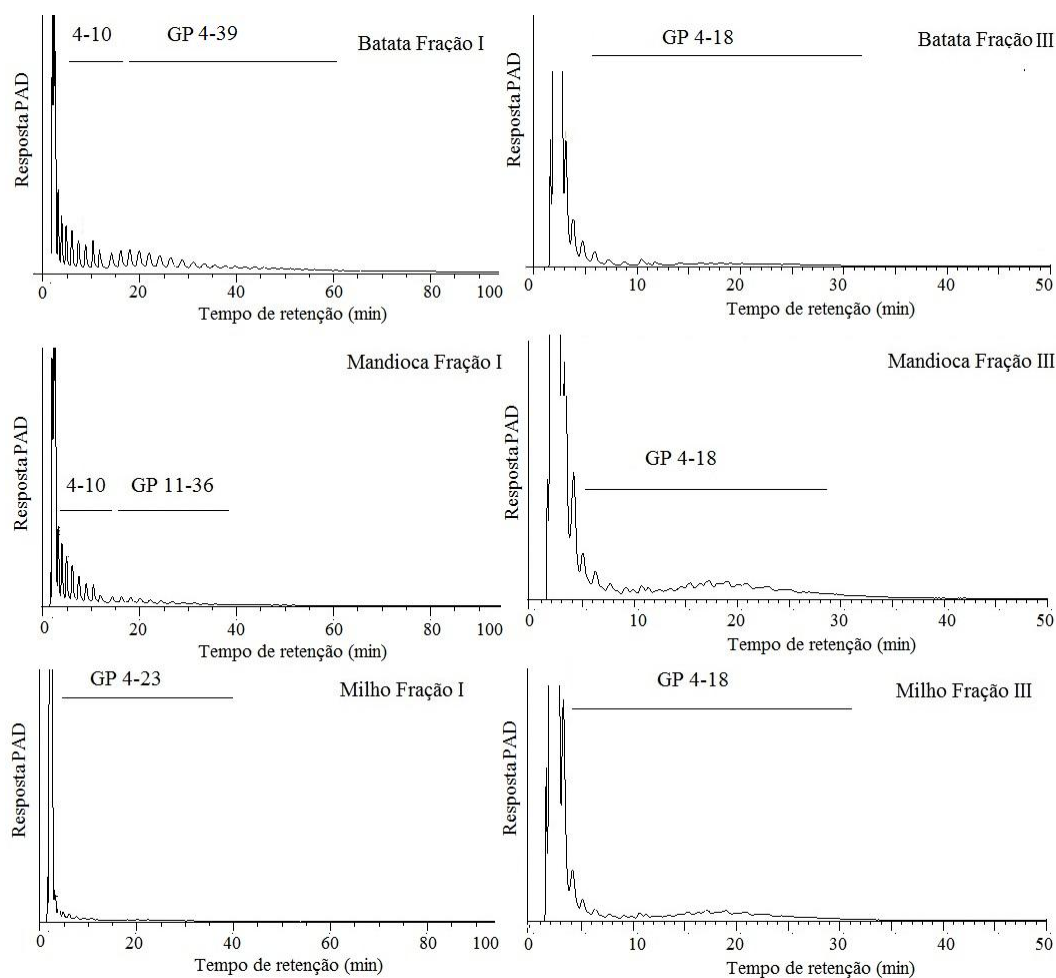 4-10
GP 4-39
Batata Fração I
Resposta PAD
0 20 40 60 80 100
Tempo de retenção (min)
GP 4-18
Batata Fração III
Resposta PAD
0 10 20 30 40 50
Tempo de retenção (min)
Mandioca Fração I
4-10
GP 11-36
Resposta PAD
0 20 40 60 80 100
Tempo de retenção (min)
Mandioca Fração III
GP 4-18
Resposta PAD
0 10 20 30 40 50
Tempo de retenção (min)
GP 4-23
Milho Fração I
Resposta PAD
0 20 40 60 80 100
Tempo de retenção (min)
GP 4-18
Milho Fração III
Resposta PAD
0 10 20 30 40 50
Tempo de retenção (min)